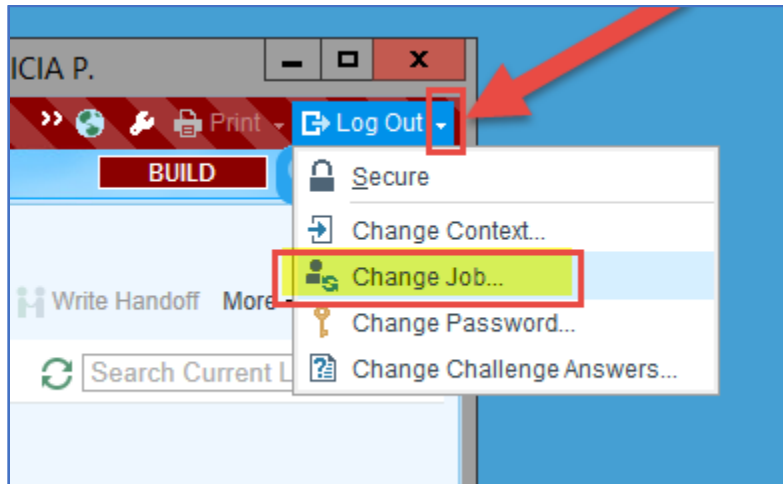 ICIA P.
Print Log Out
BUILD
Secure
Change Context...
Write Handoff More
Change Job...
Change Password...
Search Current L
Change Challenge Answers...